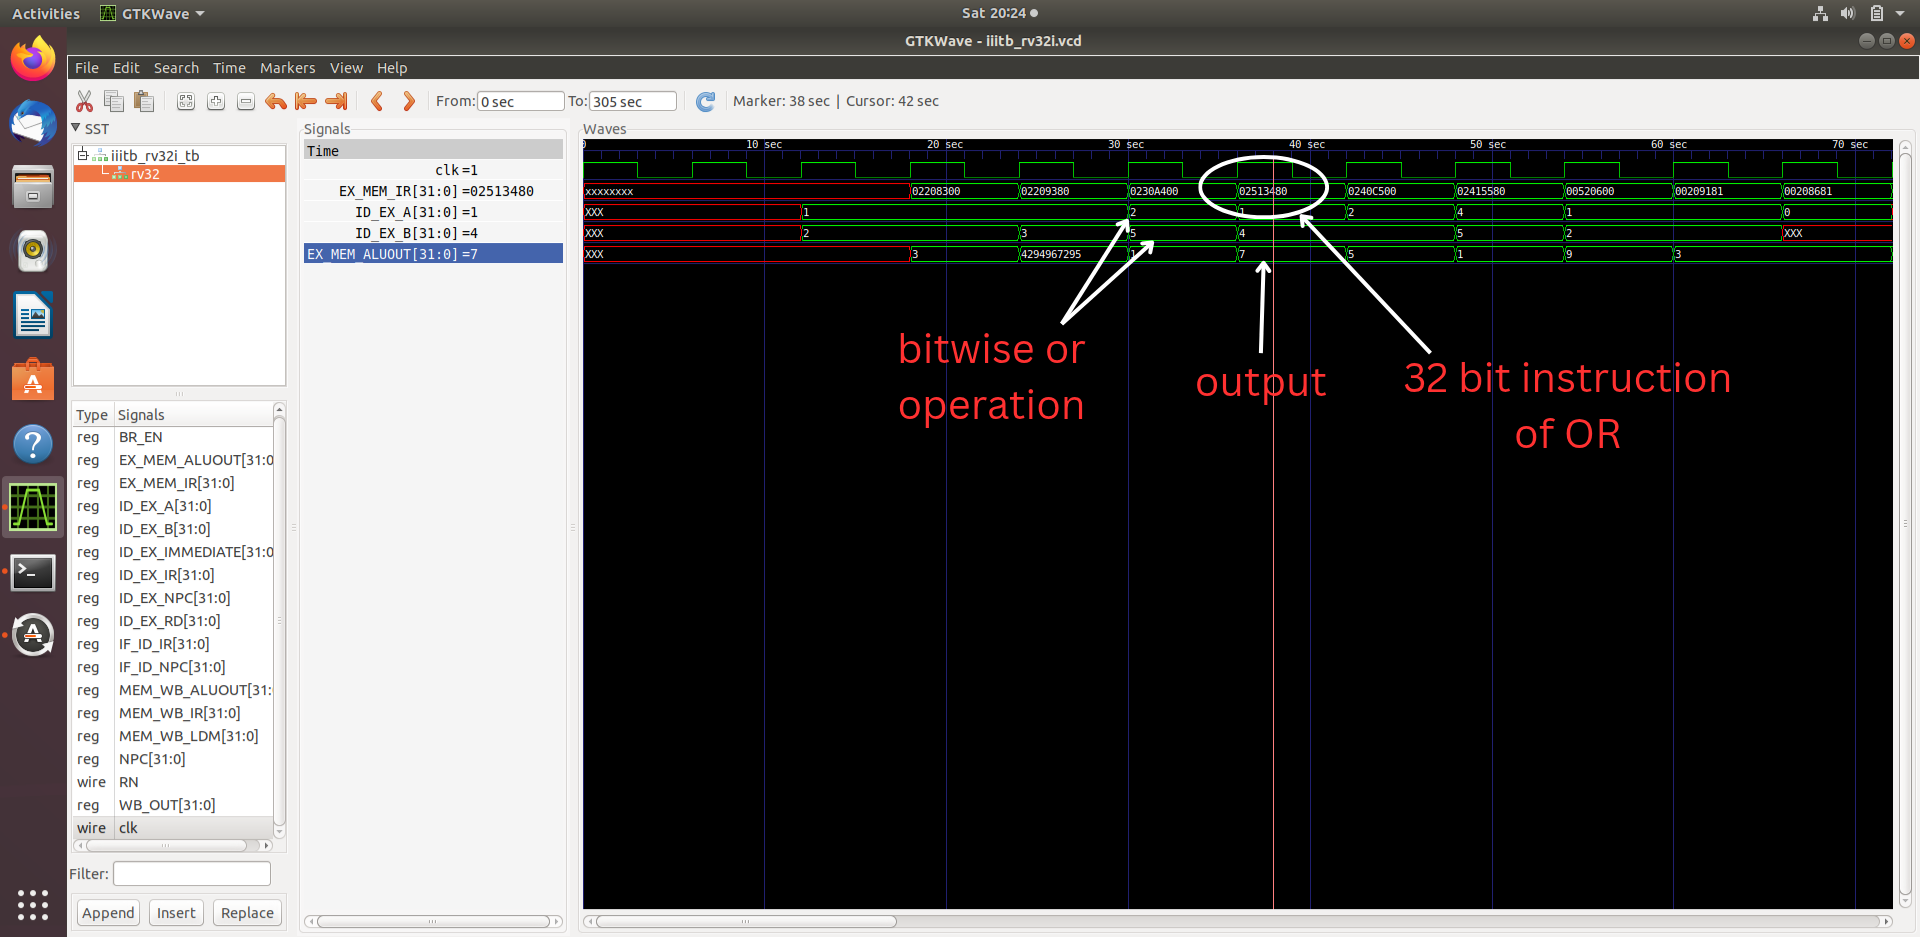 Activities GTKWave Sat 20:24
GTKWave - iiitb_rv32i.vcd
File Edit Search Time Markers View Help
From: 0 sec To: 305 sec Marker: 38 sec | Cursor: 42 sec
SST
iiitb_rv32i_tb
rv32
Type Signals
reg BR_EN
reg EX_MEM_ALUOUT[31:0
reg EX_MEM_IR[31:0]
reg ID_EX_A[31:0]
reg ID_EX_B[31:0]
reg ID_EX_IMMEDIATE[31:0
reg ID_EX_IR[31:0]
reg ID_EX_NPC[31:0]
reg ID_EX_RD[31:0]
reg IF_ID_IR[31:0]
reg IF_ID_NPC[31:0]
reg MEM_WB_ALUOUT[31:
reg MEM_WB_IR[31:0]
reg MEM_WB_LDM[31:0]
reg NPC[31:0]
wire RN
reg WB_OUT[31:0]
wire clk
Filter:
Append Insert Replace
Signals
Time
clk=1
EX_MEM_IR[31:0]=02513480
ID_EX_A[31:0]=1
ID_EX_B[31:0]=4
EX_MEM_ALUOUT[31:0]=7
Waves
0 10 sec 20 sec 30 sec 40 sec 50 sec 60 sec 70 sec
xxxxxxxx 02208300 02209380 0230A400 02513480 0240C500 02415580 00520600 00209181 00208681
XXX 1 2 1 2 4 1 0
XXX 2 3 5 4 5 2 XXX
XXX 3 4294967295 1 7 5 1 9 3
bitwise or
operation
output
32 bit instruction
of OR